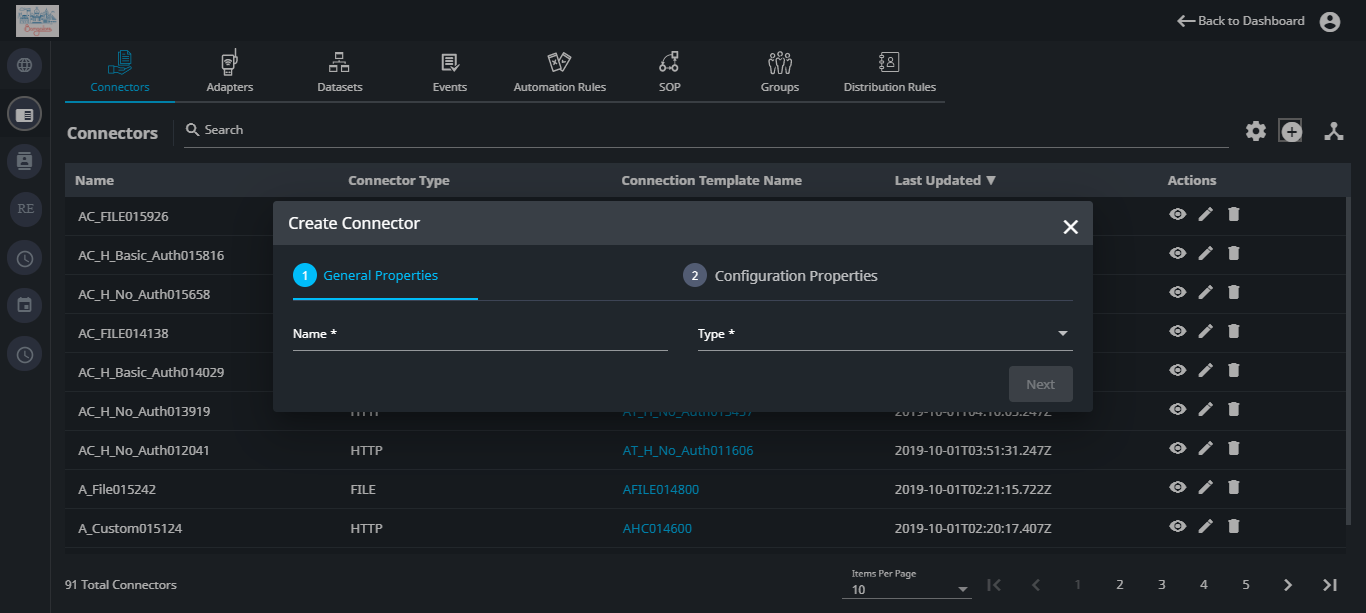 Back to Dashboard
Connectors Adapters Datasets Events Automation Rules SOP Groups Distribution Rules
RE
Connectors Search
Name Connector Type Connection Template Name Last Updated ▼ Actions
AC_FILE015926
Create Connector
AC_H_Basic_Auth015816
1 General Properties 2 Configuration Properties
AC_H_No_Auth015658
AC_FILE014138
Name * Type *
AC_H_Basic_Auth014029
Next
AC_H_No_Auth013919
AC_H_No_Auth012041 HTTP AT_H_No_Auth011606 2019-10-01T03:51:31.247Z
A_File015242 FILE AFILE014800 2019-10-01T02:21:15.722Z
A_Custom015124 HTTP AHC014600 2019-10-01T02:20:17.407Z
91 Total Connectors Items Per Page
10 1 2 3 4 5